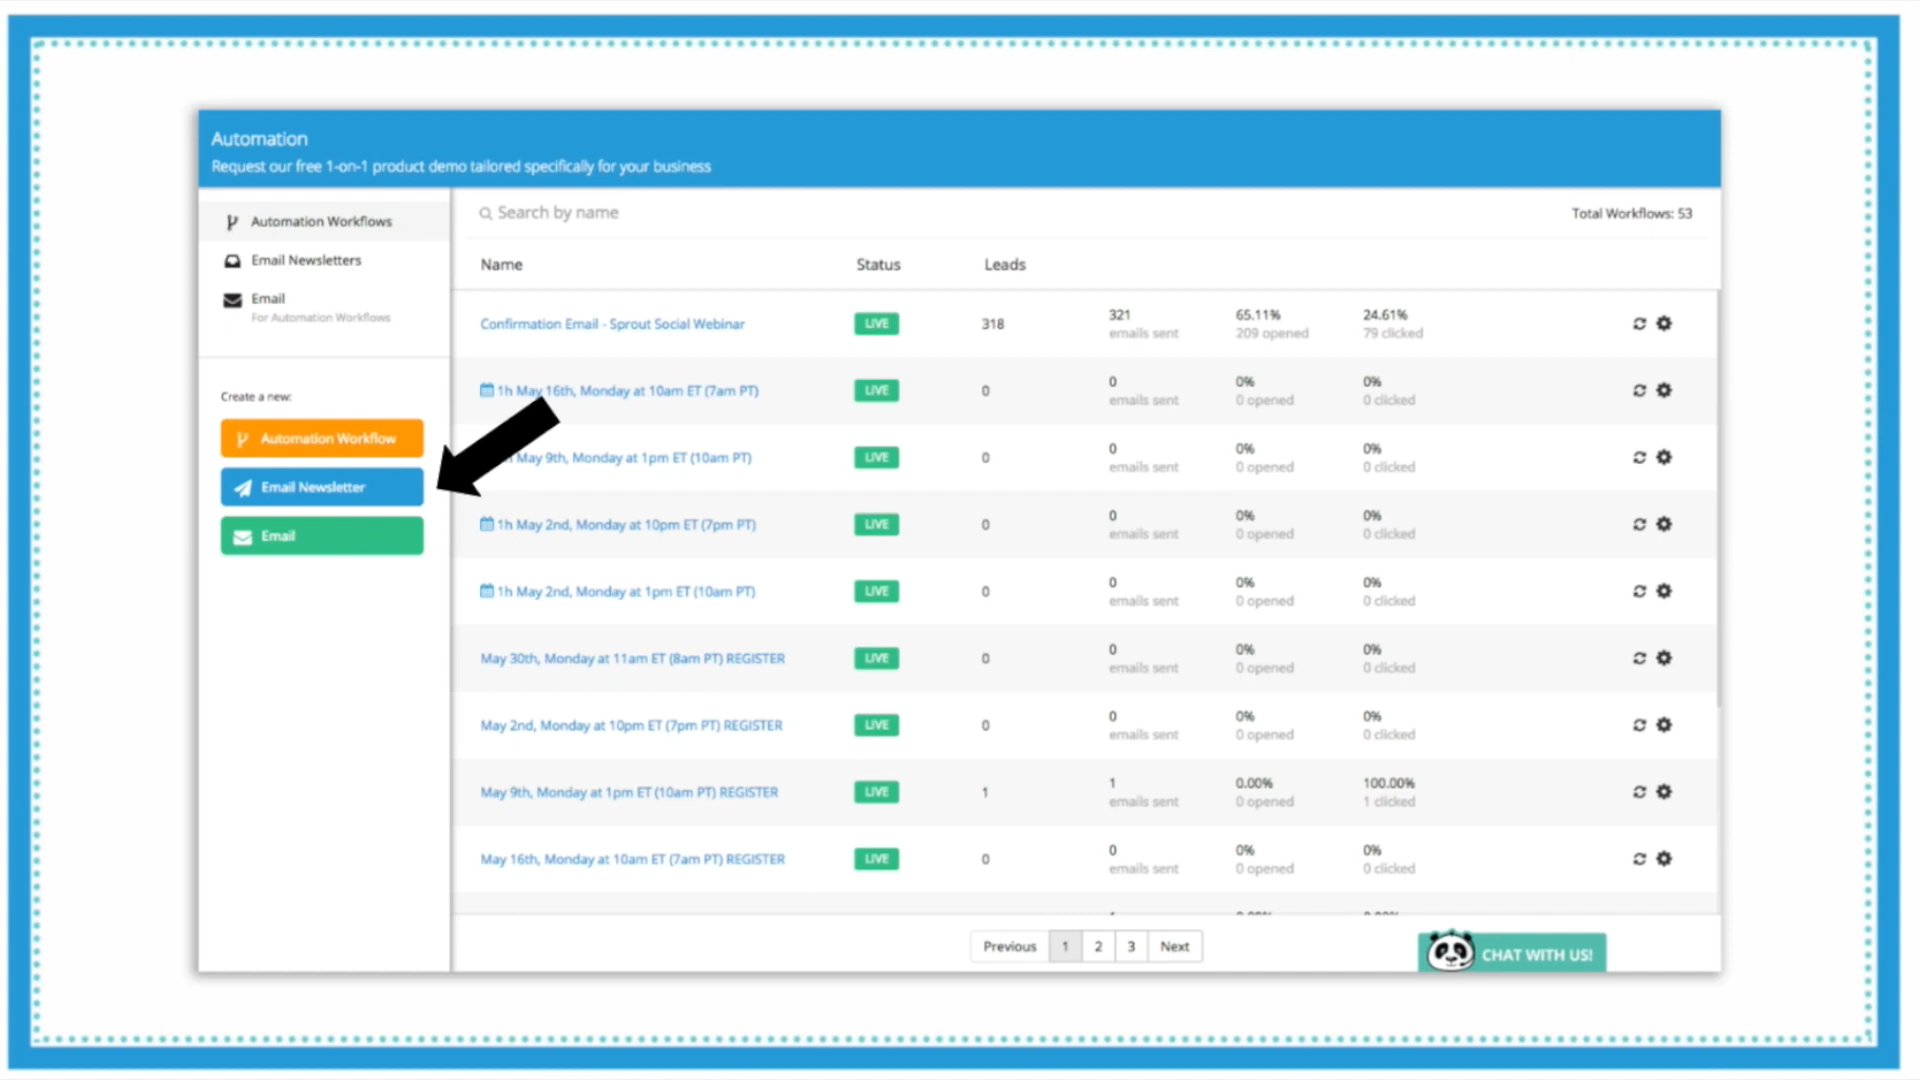 Automation
Request our free 1-on-1 product demo tailored specifically for your business
Automation Workflows
Email Newsletters
Email
For Automation Workflows
Create a new:
Automation Workflow
Email Newsletter
Email
Search by name
Total Workflows: 53
Name Status Leads
Confirmation Email - Sprout Social Webinar LIVE 318 321 65.11% 24.61%
emails sent 209 opened 79 clicked
1h May 16th, Monday at 10am ET (7am PT) LIVE 0 0 0% 0%
emails sent 0 opened 0 clicked
May 9th, Monday at 1pm ET (10am PT) LIVE 0 0 0% 0%
emails sent 0 opened 0 clicked
1h May 2nd, Monday at 10pm ET (7pm PT) LIVE 0 0 0% 0%
emails sent 0 opened 0 clicked
1h May 2nd, Monday at 1pm ET (10am PT) LIVE 0 0 0% 0%
emails sent 0 opened 0 clicked
May 30th, Monday at 11am ET (8am PT) REGISTER LIVE 0 0 0% 0%
emails sent 0 opened 0 clicked
May 2nd, Monday at 10pm ET (7pm PT) REGISTER LIVE 0 0 0% 0%
emails sent 0 opened 0 clicked
May 9th, Monday at 1pm ET (10am PT) REGISTER LIVE 1 1 0.00% 100.00%
emails sent 0 opened 1 clicked
May 16th, Monday at 10am ET (7am PT) REGISTER LIVE 0 0 0% 0%
emails sent 0 opened 0 clicked
Previous 1 2 3 Next
CHAT WITH US!